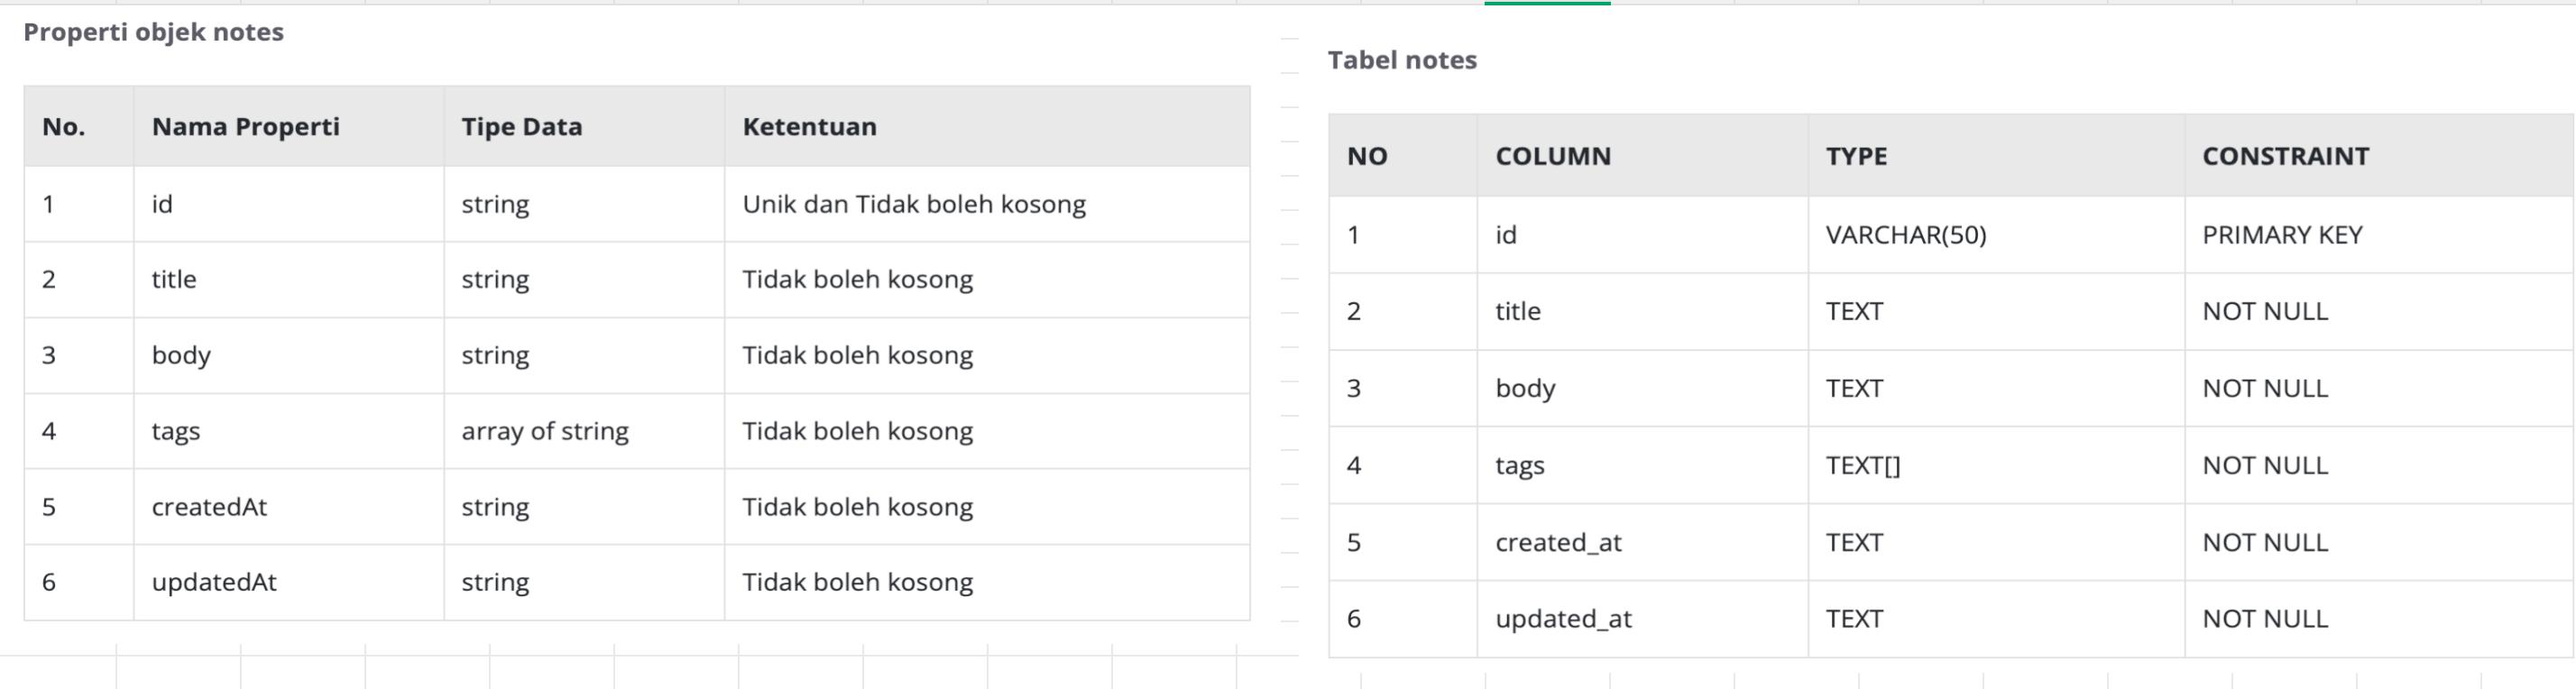 Properti objek notes
No. Nama Properti Tipe Data Ketentuan
1 id string Unik dan Tidak boleh kosong
2 title string Tidak boleh kosong
3 body string Tidak boleh kosong
4 tags array of string Tidak boleh kosong
5 createdAt string Tidak boleh kosong
6 updatedAt string Tidak boleh kosong
Tabel notes
NO COLUMN TYPE CONSTRAINT
1 id VARCHAR(50) PRIMARY KEY
2 title TEXT NOT NULL
3 body TEXT NOT NULL
4 tags TEXT[] NOT NULL
5 created_at TEXT NOT NULL
6 updated_at TEXT NOT NULL